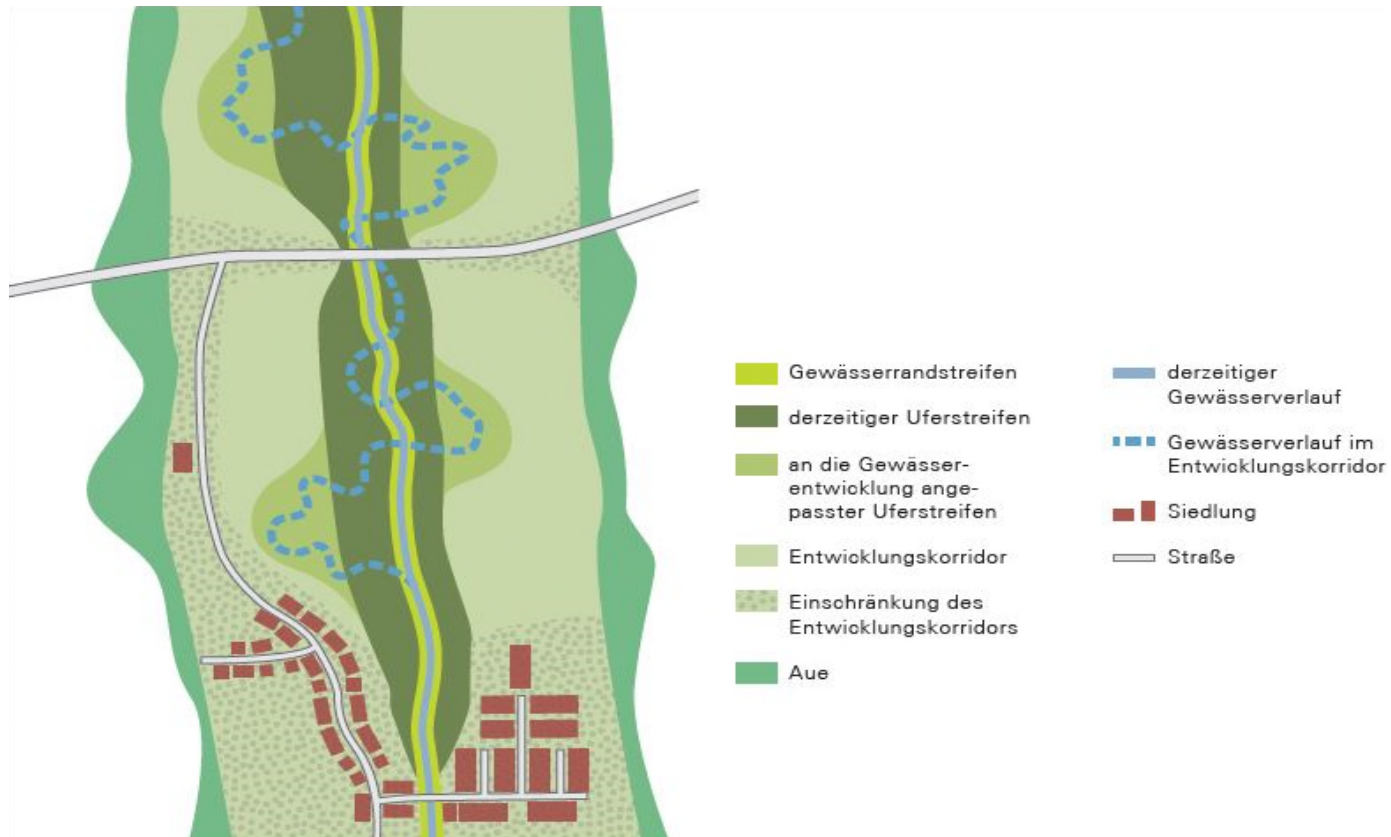 Gewässerrandstreifen
derzeitiger Uferstreifen
an die Gewässer-
entwicklung ange-
passter Uferstreifen
Entwicklungskorridor
Einschränkung des
Entwicklungskorridors
Aue
derzeitiger
Gewässerverlauf
Gewässerverlauf im
Entwicklungskorridor
Siedlung
Straße